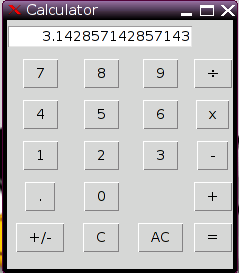 Calculator
3.142857142857143
7 8 9 ÷
4 5 6 x
1 2 3 -
. 0 +
+/- C AC =